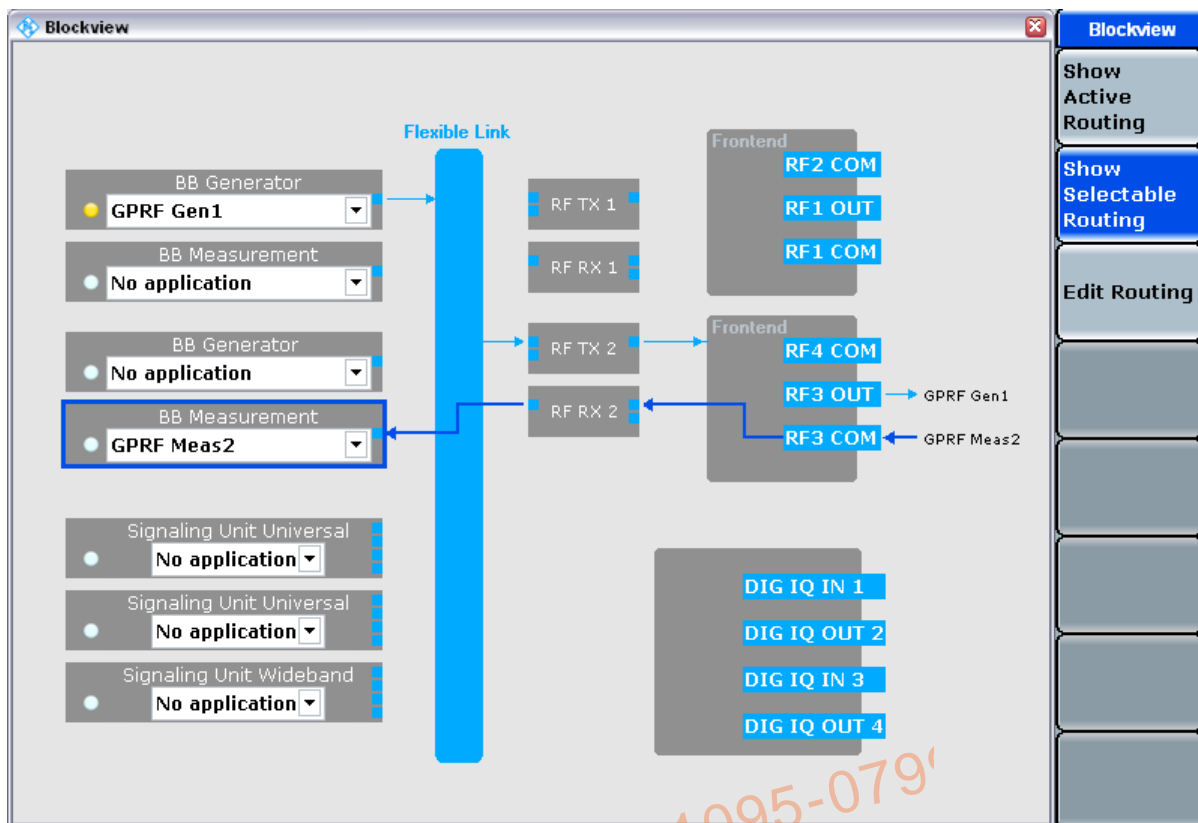 Blockview
Blockview
Show
Active
Routing
Show
Selectable
Routing
Edit Routing
Flexible Link
BB Generator
GPRF Gen1
BB Measurement
No application
BB Generator
No application
BB Measurement
GPRF Meas2
Signaling Unit Universal
No application
Signaling Unit Universal
No application
Signaling Unit Wideband
No application
RF TX 1
RF RX 1
RF TX 2
RF RX 2
Frontend
RF2 COM
RF1 OUT
RF1 COM
Frontend
RF4 COM
RF3 OUT
GPRF Gen1
RF3 COM
GPRF Meas2
DIG IQ IN 1
DIG IQ OUT 2
DIG IQ IN 3
DIG IQ OUT 4